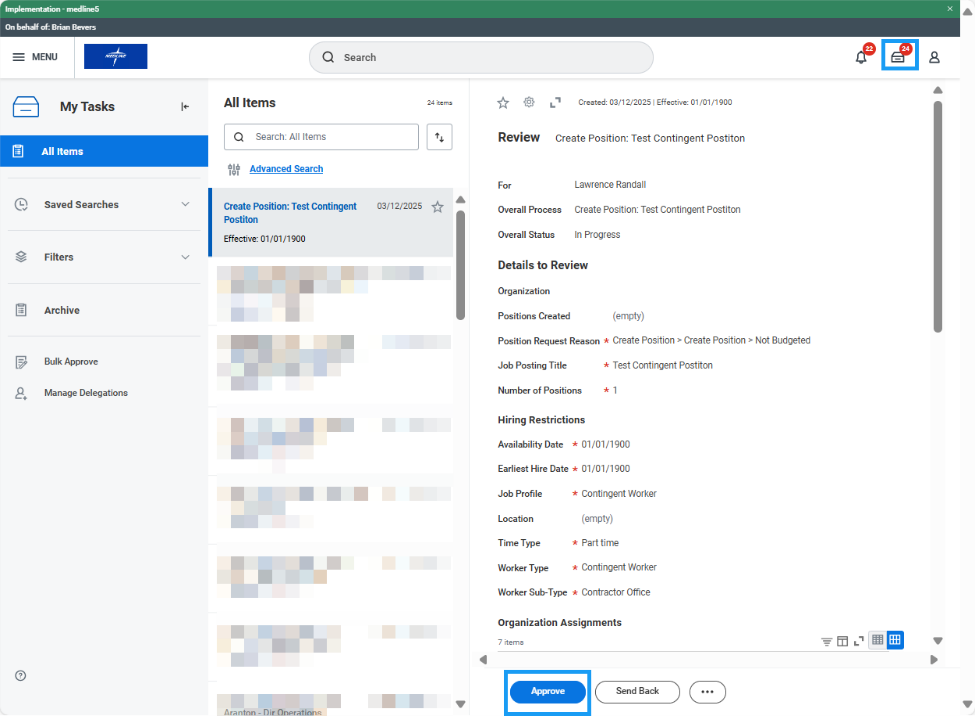 Implementation - medline5
On behalf of: Brian Bevers
MENU
MEDLINE
Search
22
24
My Tasks
All Items
Saved Searches
Filters
Archive
Bulk Approve
Manage Delegations
All Items
24 items
Search: All Items
Advanced Search
Create Position: Test Contingent
Postiton
03/12/2025
Effective: 01/01/1900
Aranton - Dir Operations
Created: 03/12/2025 | Effective: 01/01/1900
Review Create Position: Test Contingent Postiton
For Lawrence Randall
Overall Process Create Position: Test Contingent Postiton
Overall Status In Progress
Details to Review
Organization
Positions Created (empty)
Position Request Reason * Create Position > Create Position > Not Budgeted
Job Posting Title * Test Contingent Postiton
Number of Positions * 1
Hiring Restrictions
Availability Date * 01/01/1900
Earliest Hire Date * 01/01/1900
Job Profile * Contingent Worker
Location (empty)
Time Type * Part time
Worker Type * Contingent Worker
Worker Sub-Type * Contractor Office
Organization Assignments
7 items
Approve
Send Back